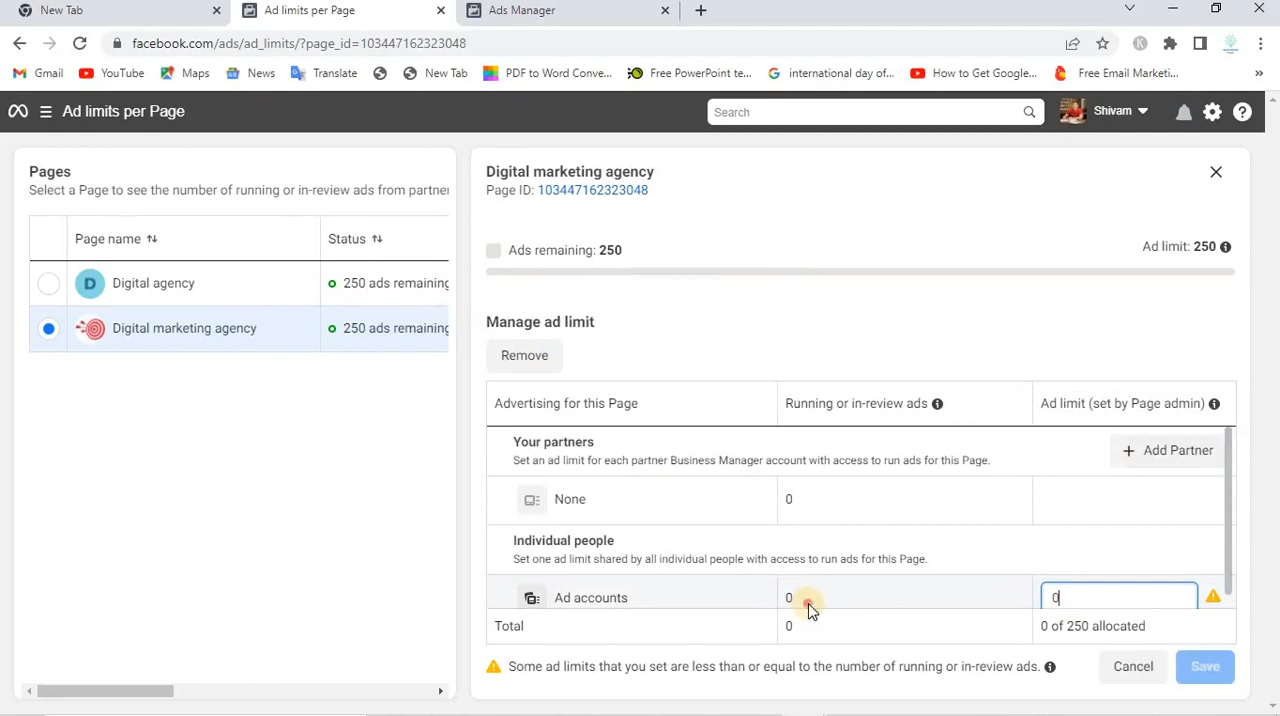 New Tab
Ad limits per Page
Ads Manager
facebook.com/ads/ad_limits/?page_id=103447162323048
K
Gmail
YouTube
Maps
News
Translate
New Tab
PDF to Word Conve...
Free PowerPoint te...
international day of...
How to Get Google...
Free Email Marketi...
»
Ad limits per Page
Search
Shivam
Pages
Select a Page to see the number of running or in-review ads from partner
Page name
Status
D
Digital agency
250 ads remaining
Digital marketing agency
250 ads remaining
Digital marketing agency
Page ID: 103447162323048
Ads remaining: 250
Ad limit: 250
Manage ad limit
Remove
Advertising for this Page
Running or in-review ads
Ad limit (set by Page admin)
Your partners
Set an ad limit for each partner Business Manager account with access to run ads for this Page.
+ Add Partner
None
0
Individual people
Set one ad limit shared by all individual people with access to run ads for this Page.
Ad accounts
0
0
Total
0
0 of 250 allocated
Some ad limits that you set are less than or equal to the number of running or in-review ads.
Cancel
Save